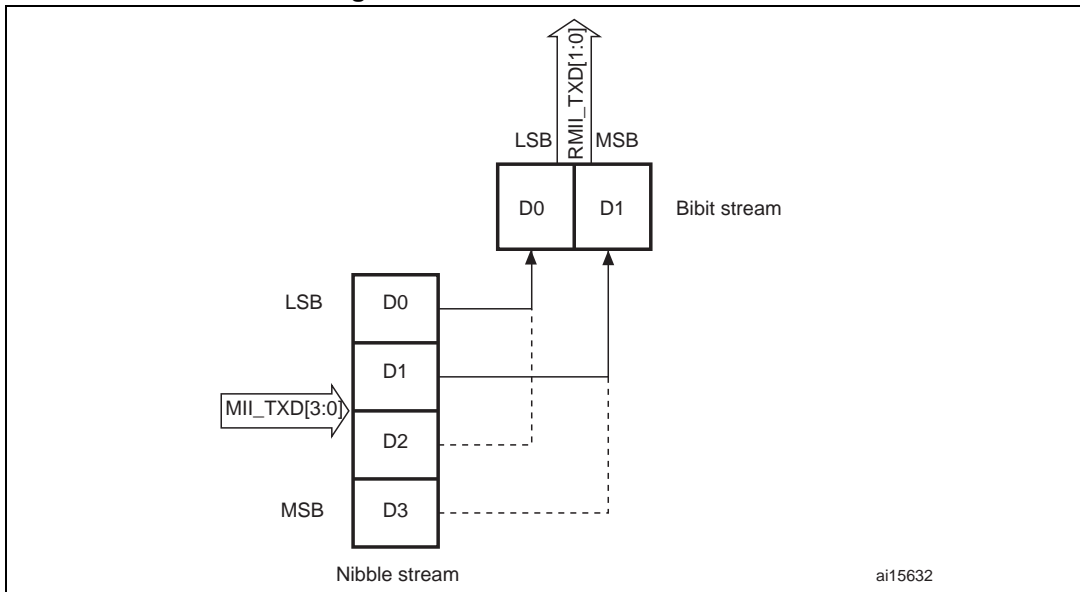 RMII_TXD[1:0]
LSB MSB
D0 D1 Bibit stream
LSB D0
D1
MII_TXD[3:0]
D2
MSB D3
Nibble stream
ai15632